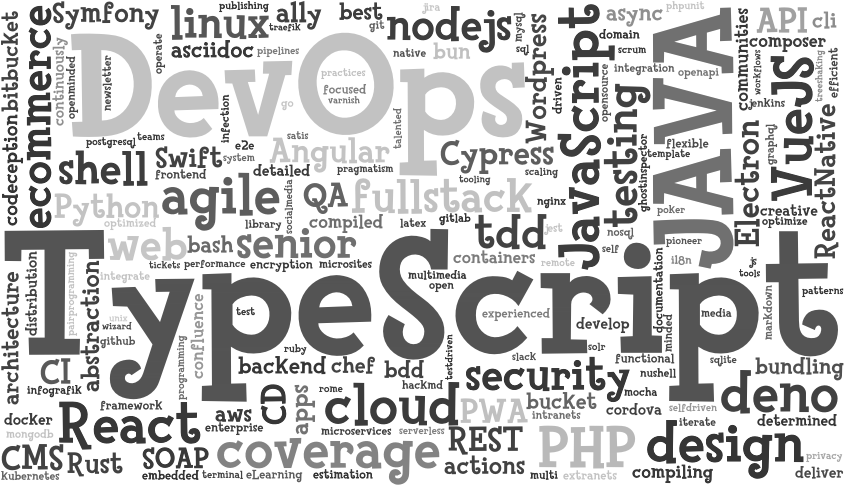 publishing
jira
phpunit
Symfony
linux
ally
best
nodejs
async
API
cli
traefik
git
mysql
domain
composer
bitbucket
ecommerce
continuously
openminded
DevOps
asciidoc
pipelines
native
bun
sql
Wordpress
scrum
JAVA
communities
workflows
treeshaking
efficient
newsletter
operate
practices
focused
varnish
go
driven
JavaScript
opensource
integration
openapi
jenkins
VueJS
codeception
infection
talented
testing
postgresql
teams
satis
e2e
system
Angular
Cypress
flexible
template
graphql
ReactNative
shell
Swift
frontend
detailed
pragmatism
tooling
scaling
ghostinspector
Electron
Python
optimized
agile
library
socialmedia
QA
fullstack
compiled
latex
gitlab
nginx
poker
creative
optimize
web
bash
senior
tdd
jest
nosql
self
pioneer
i18n
containers
remote
tickets
performance
encryption
microsites
multimedia
open
documentation
minded
tools
architecture
distribution
pairprogramming
integrate
abstraction
TypeScript
unix
wizard
github
test
experienced
develop
media
patterns
markdown
programming
confluence
ruby
testdriven
slack
solr
functional
sqlite
CI
infografik
backend
chef
bdd
hackmd
security
nushell
bundling
framework
CD
apps
rome
cloud
PWA
bucket
intranets
mocha
cordova
selfdriven
deno
docker
mongodb
React
aws
enterprise
microservices
serverless
REST
PHP
iterate
determined
CMS
Kubernetes
Rust
SOAP
embedded
coverage
terminal
eLearning
estimation
actions
multi
extranets
design
compiling
privacy
deliver